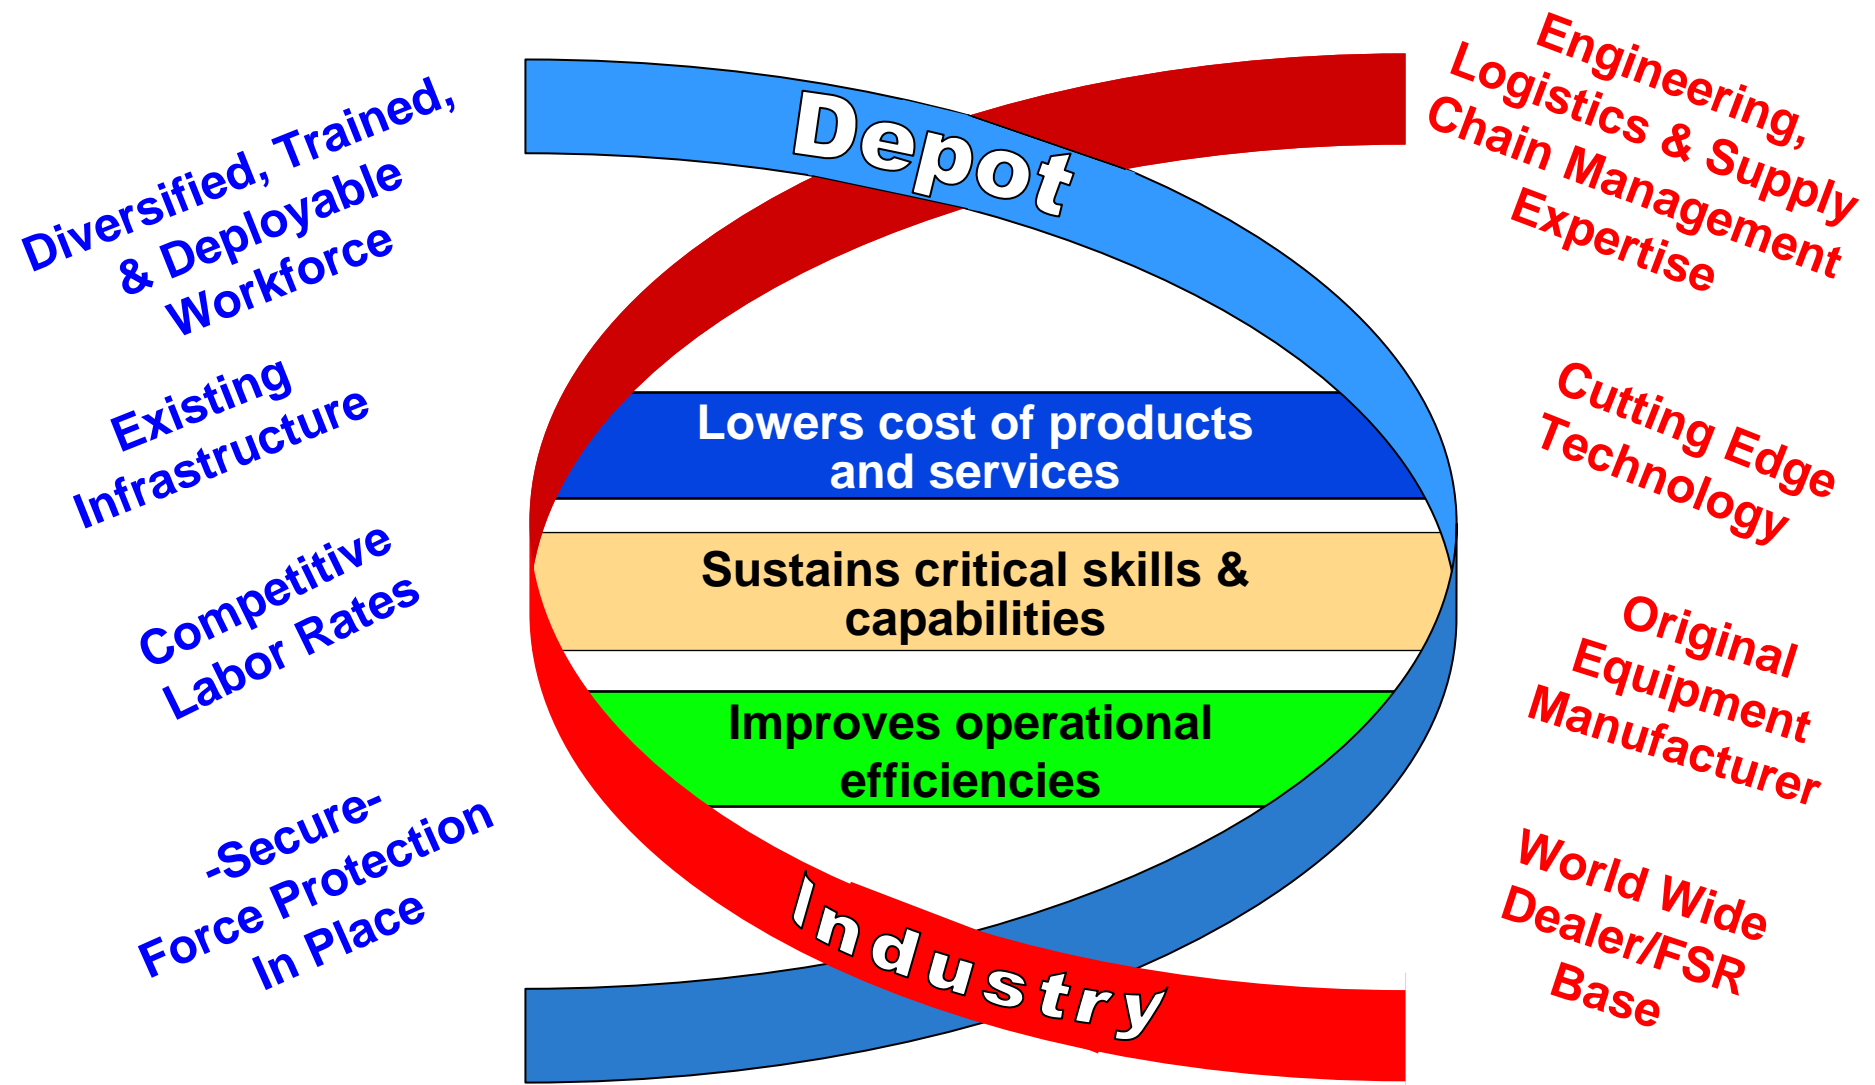 Diversified, Trained,
& Deployable
Workforce
Existing
Infrastructure
Competitive
Labor Rates
-Secure-
Force Protection
In Place
Depot
Lowers cost of products
and services
Sustains critical skills &
capabilities
Improves operational
efficiencies
Industry
Engineering,
Logistics & Supply
Chain Management
Expertise
Cutting Edge
Technology
Original
Equipment
Manufacturer
World Wide
Dealer/FSR
Base